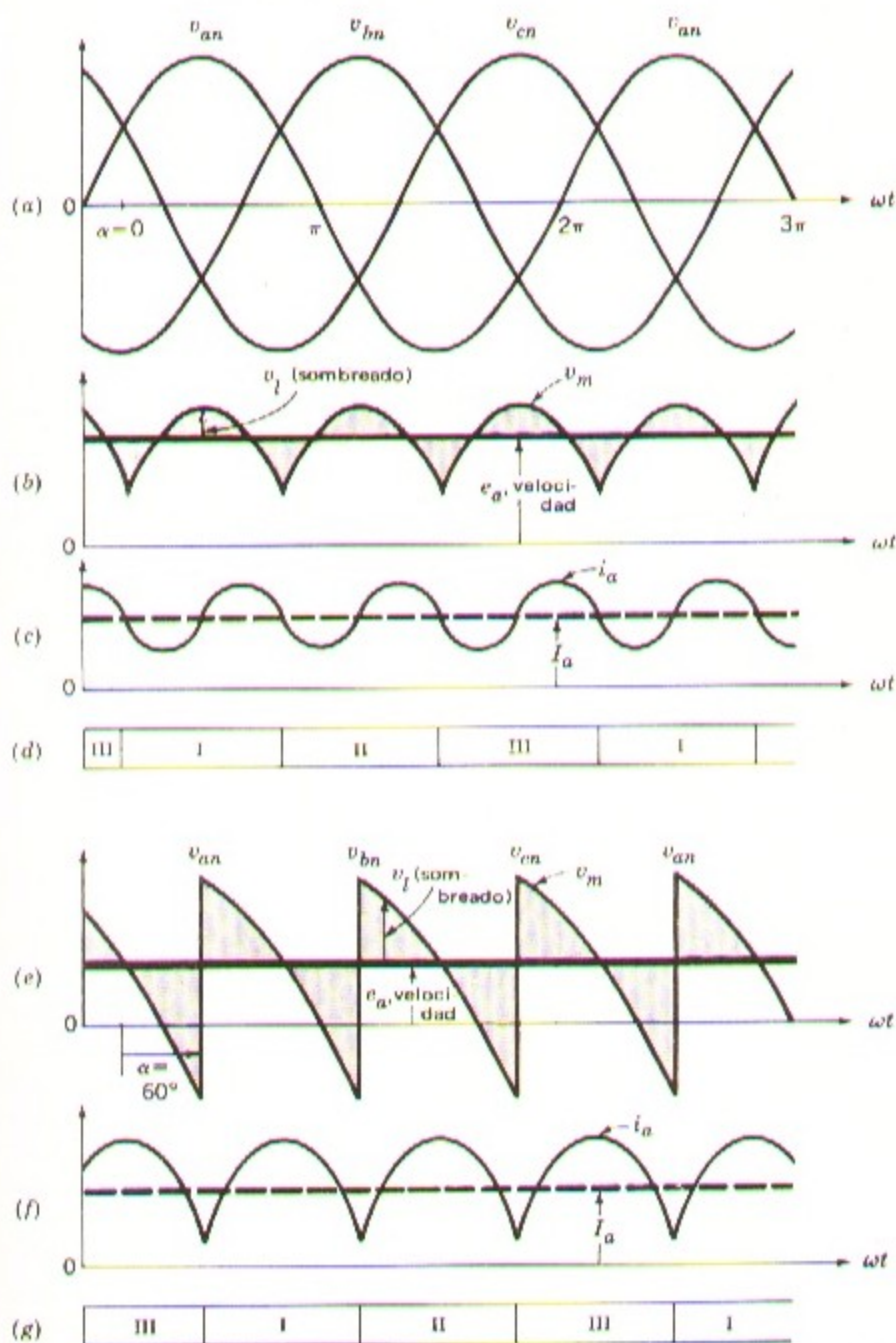 v_an v_bn v_cn v_an
(a) 0 α=0 π 2π 3π ωt
v_l (sombreado) v_m
(b) e_a, veloci-
dad
0 ωt
i_a
(c) I_a
0 ωt
(d) III I II III I
v_an v_bn v_cn v_an
v_l (som-
breado) v_m
(e) e_a, veloci
dad
0 ωt
α=
60°
i_a
(f) I_a
0 ωt
(g) III I II III I